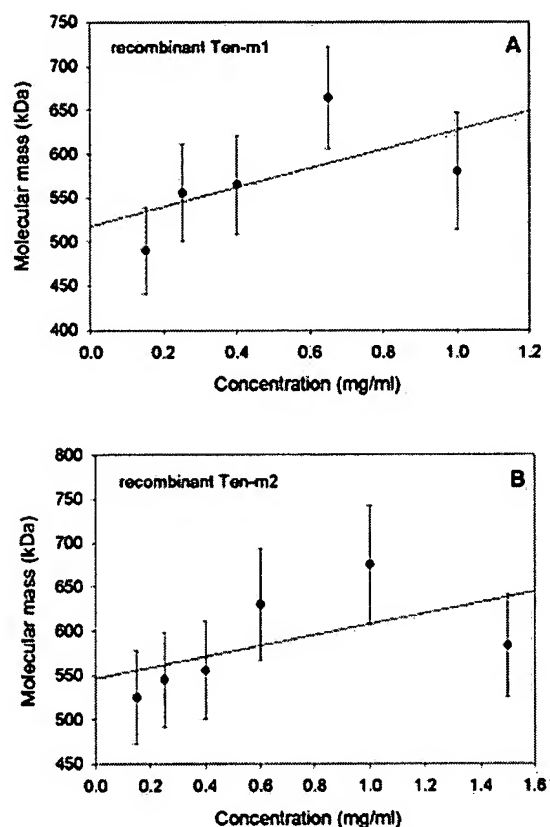 recombinant Ten-m1
A
Molecular mass (kDa)
750
700
650
600
550
500
450
400
0.0 0.2 0.4 0.6 0.8 1.0 1.2
Concentration (mg/ml)
recombinant Ten-m2
B
Molecular mass (kDa)
800
750
700
650
600
550
500
450
0.0 0.2 0.4 0.6 0.8 1.0 1.2 1.4 1.6
Concentration (mg/ml)